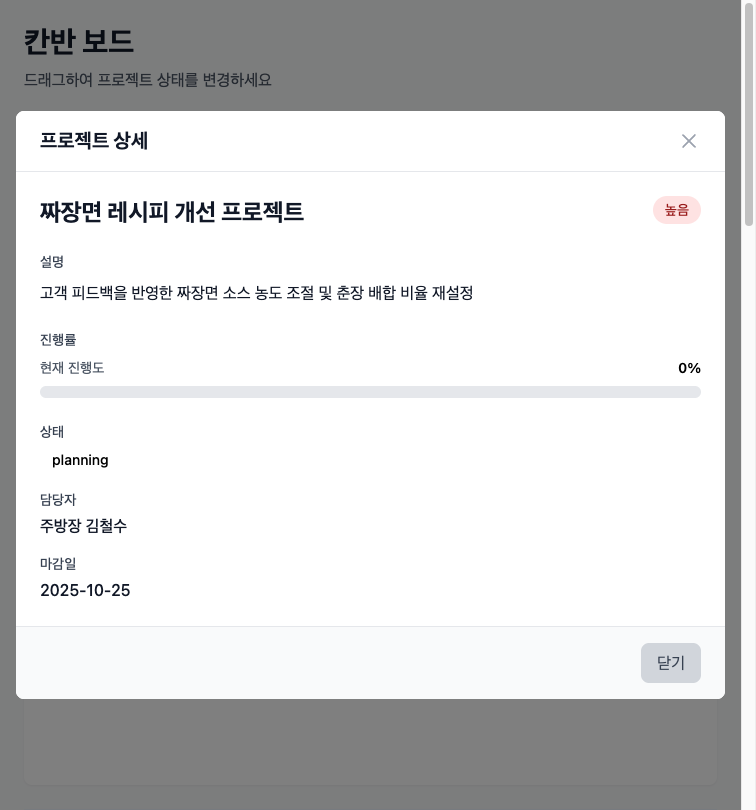 칸반 보드
드래그하여 프로젝트 상태를 변경하세요
프로젝트 상세
짜장면 레시피 개선 프로젝트
높음
설명
고객 피드백을 반영한 짜장면 소스 농도 조절 및 춘장 배합 비율 재설정
진행률
현재 진행도 0%
상태
planning
담당자
주방장 김철수
마감일
2025-10-25
닫기